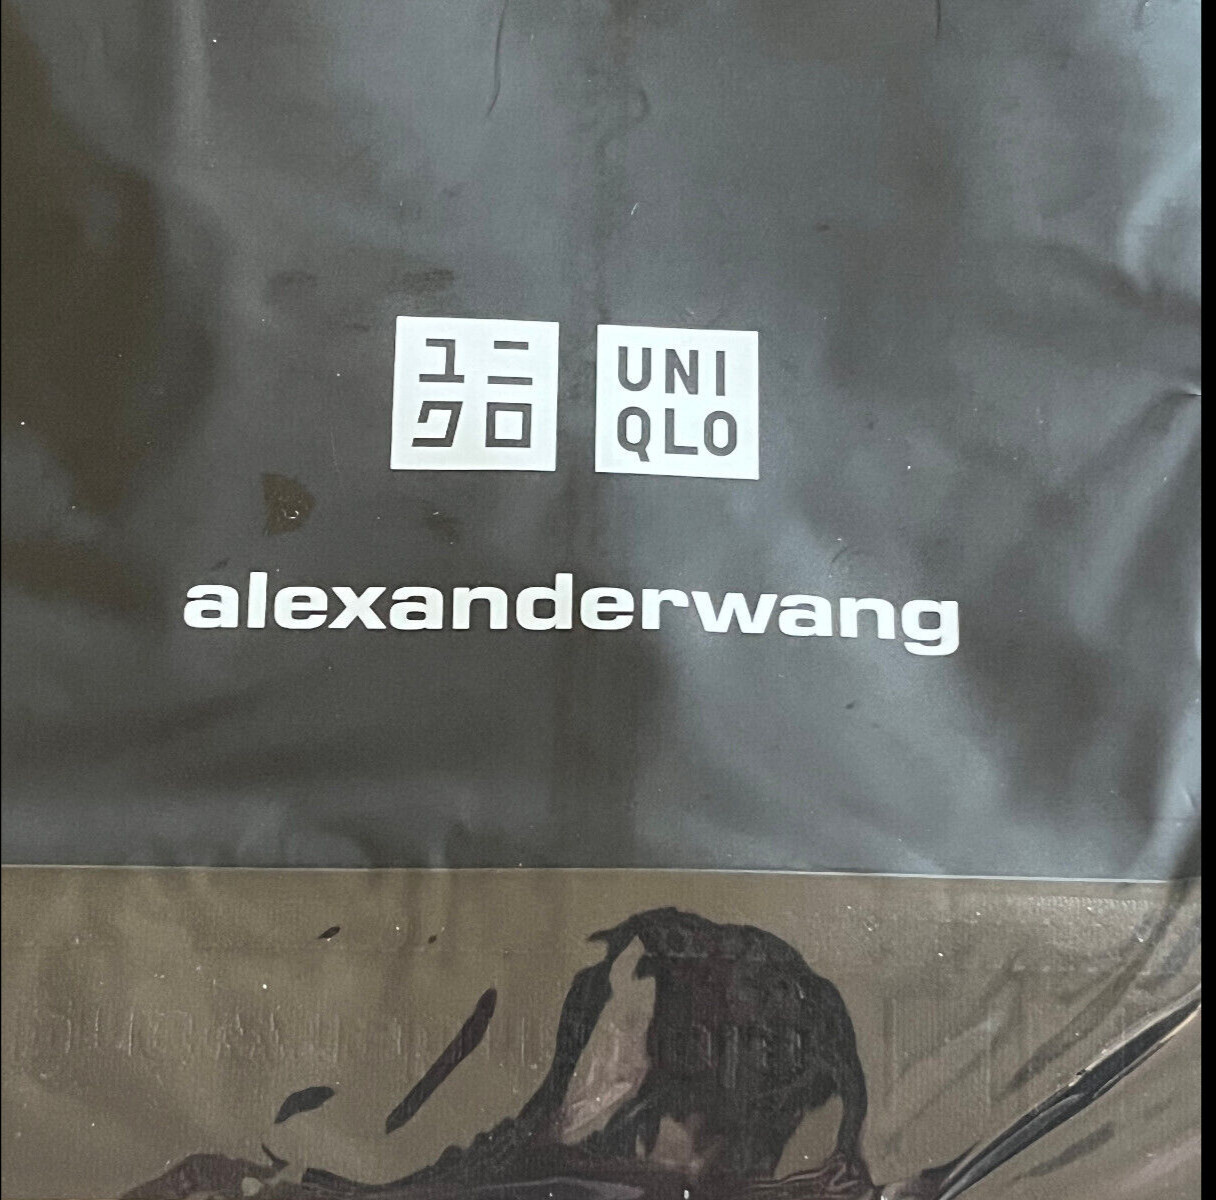 ユニ UNI
クロ QLO
alexanderwang